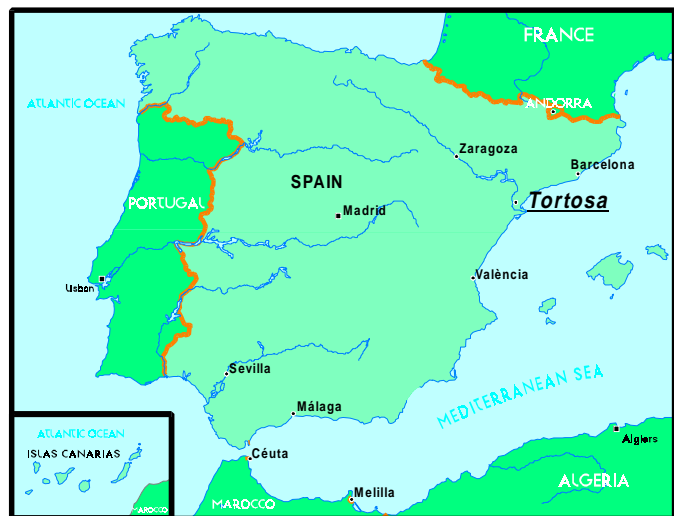 FRANCE
ATLANTIC OCEAN
ANDORRA
Zaragoza
Barcelona
SPAIN
PORTUGAL
Madrid
Tortosa
València
Lisbon
Sevilla
MEDITERRANEAN SEA
Málaga
ATLANTIC OCEAN
Algiers
ISLAS CANARIAS
Céuta
ALGERIA
Melilla
MAROCCO
MAROCCO